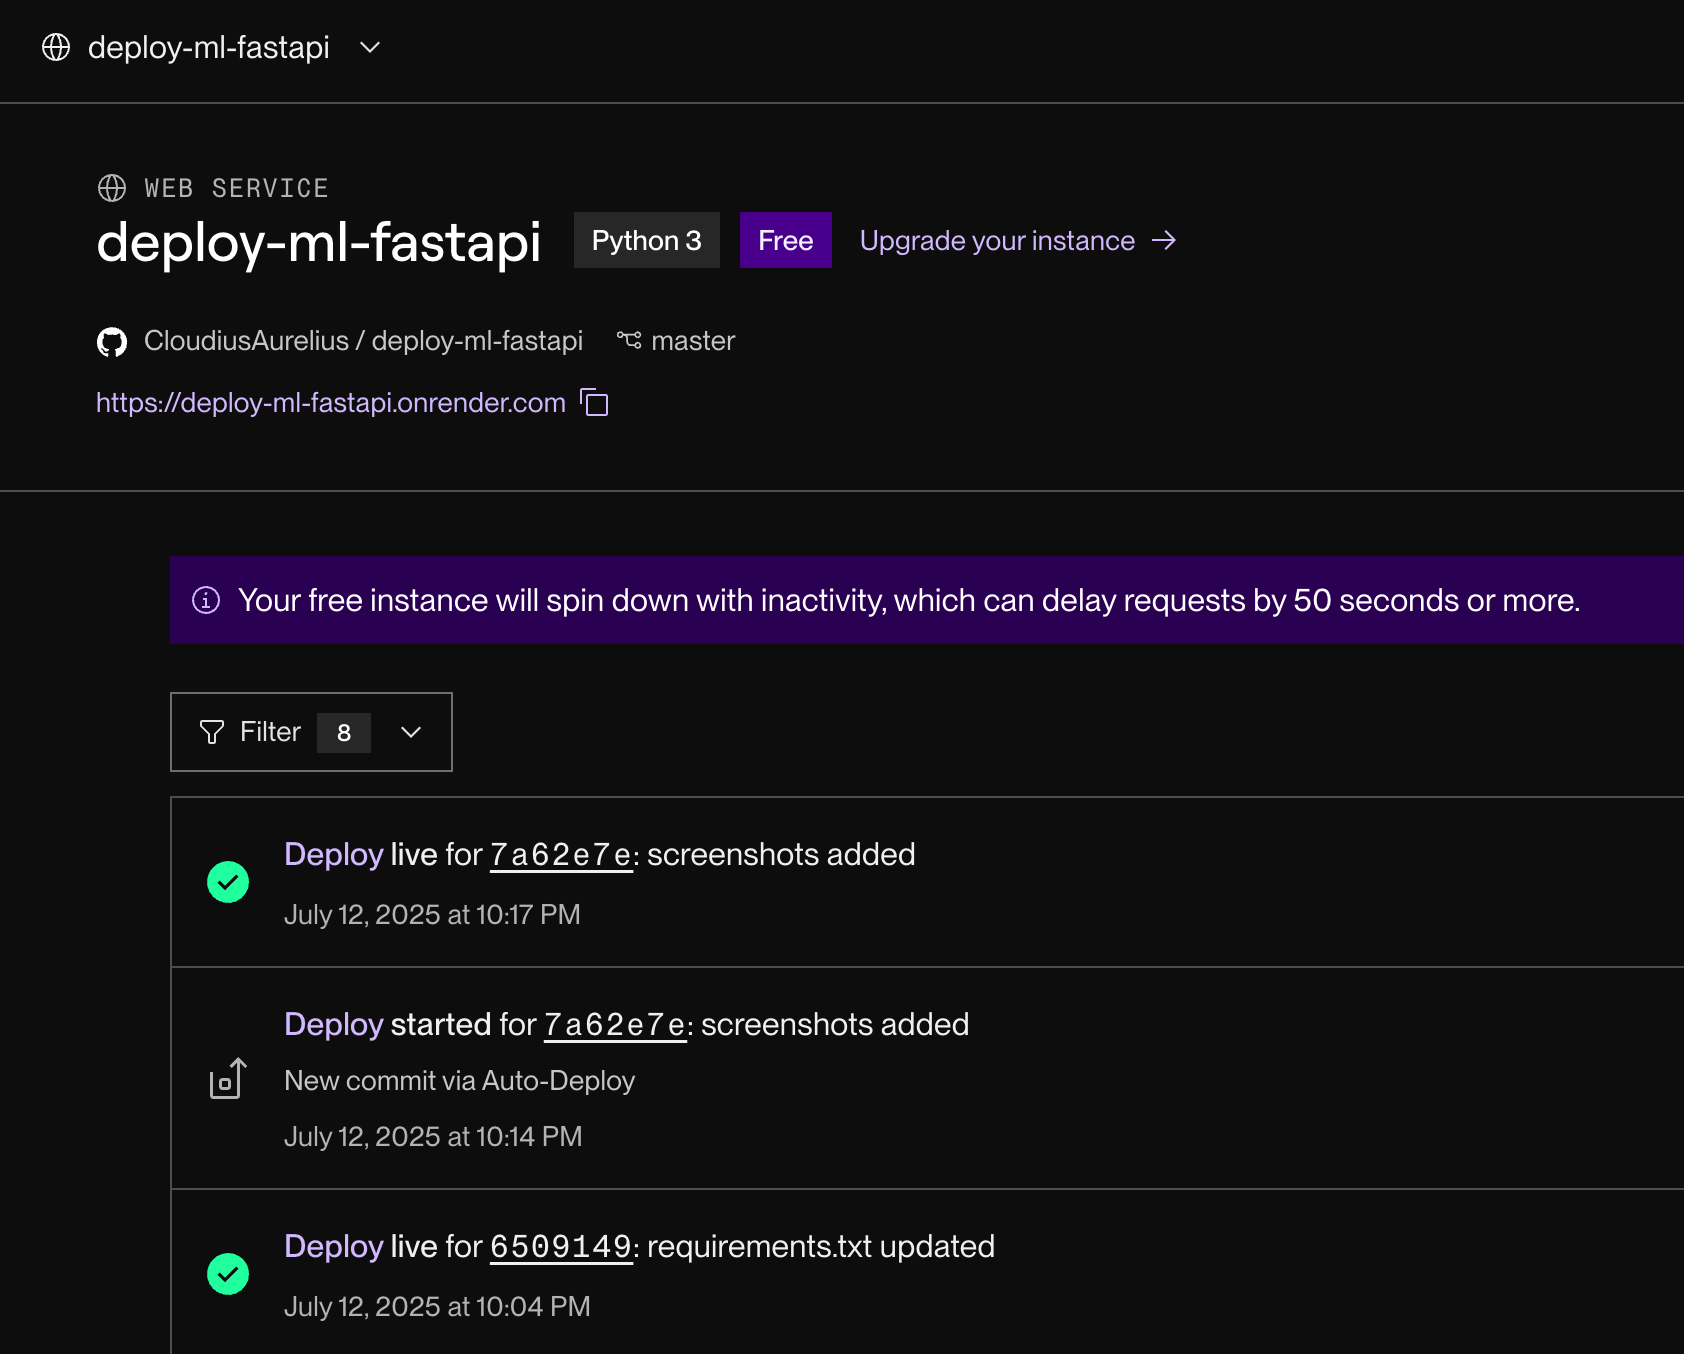 deploy-ml-fastapi
WEB SERVICE
deploy-ml-fastapi Python 3 Free Upgrade your instance →
CloudiusAurelius / deploy-ml-fastapi master
https://deploy-ml-fastapi.onrender.com
Your free instance will spin down with inactivity, which can delay requests by 50 seconds or more.
Filter 8
Deploy live for 7a62e7e: screenshots added
July 12, 2025 at 10:17 PM
Deploy started for 7a62e7e: screenshots added
New commit via Auto-Deploy
July 12, 2025 at 10:14 PM
Deploy live for 6509149: requirements.txt updated
July 12, 2025 at 10:04 PM